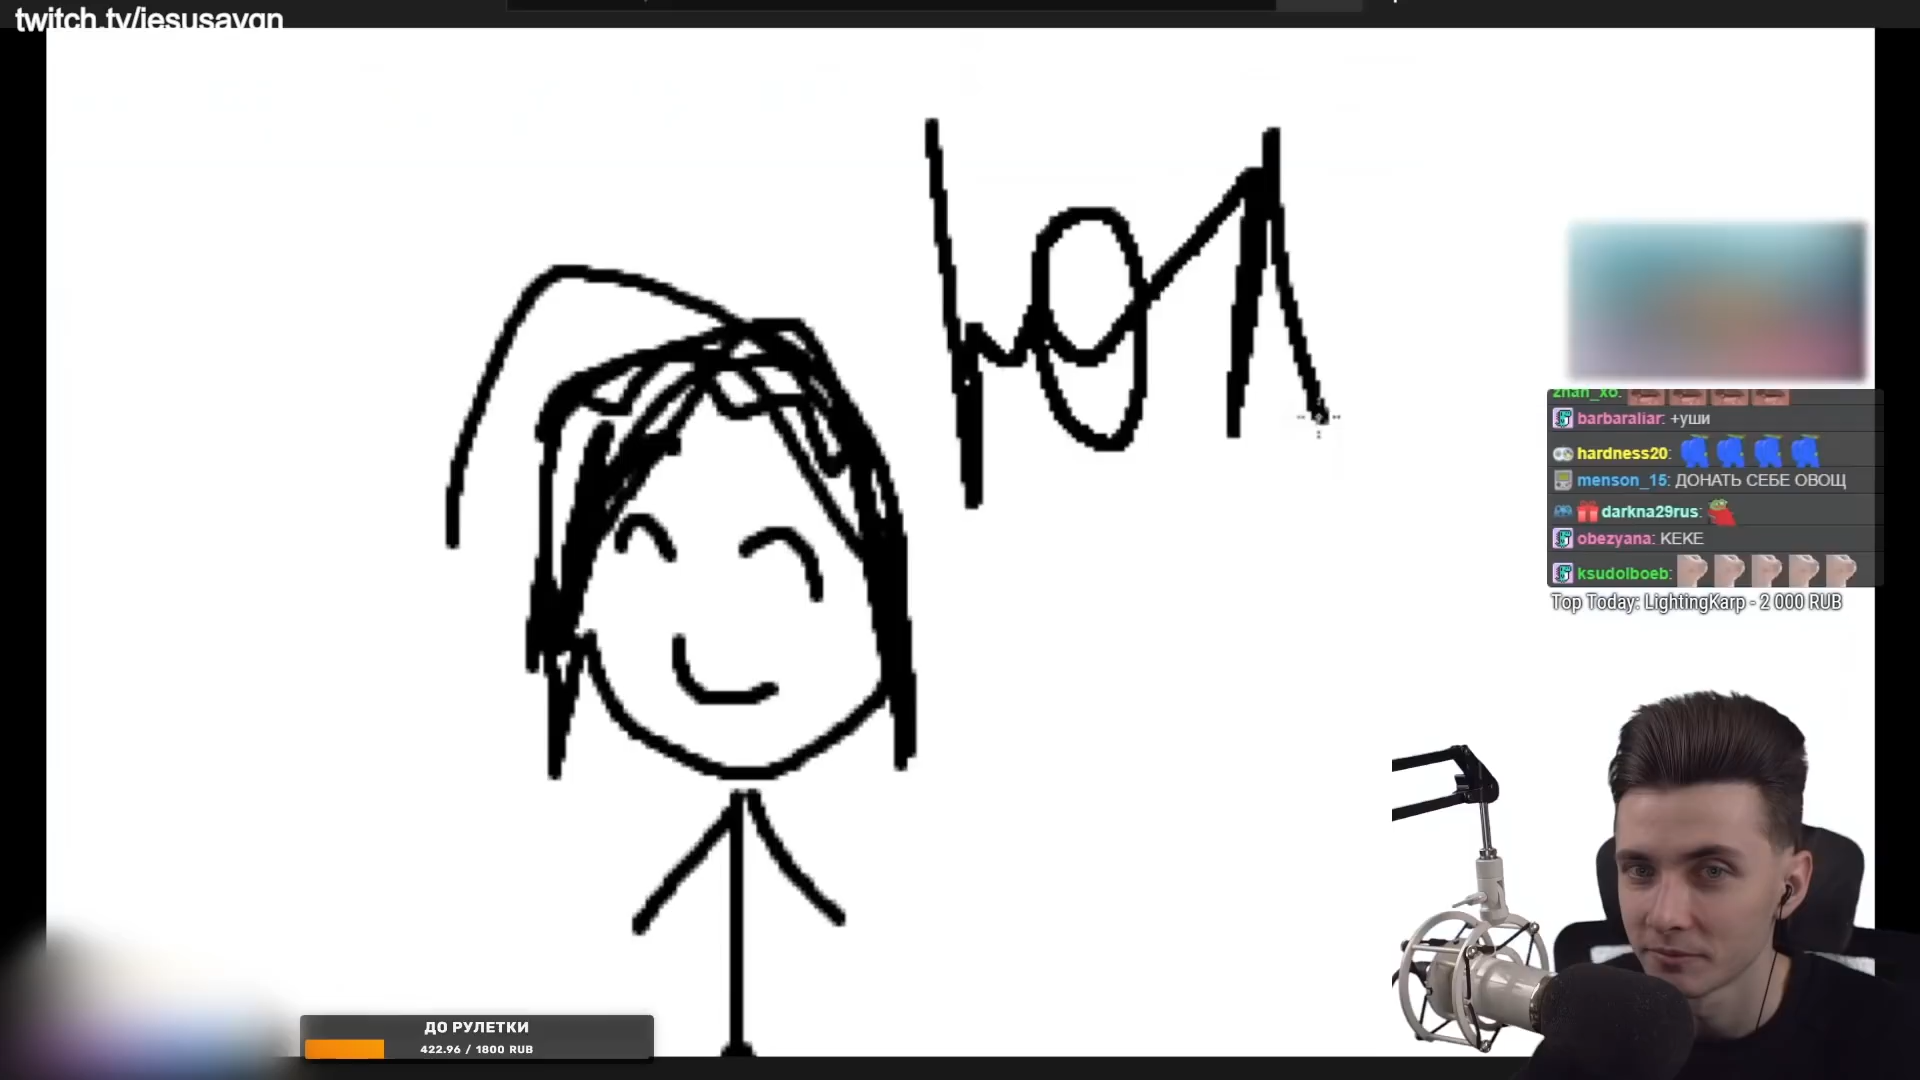 twitch.tv/jesusavgn
zhan_xo:
barbaraliar: +уши
hardness20:
menson_15: ДОНАТЬ СЕБЕ ОВОЩ
darkna29rus:
obezyana: KEKE
ksudolboeb:
Top Today: LightingKarp - 2 000 RUB
ДО РУЛЕТКИ
422.96 / 1800 RUB